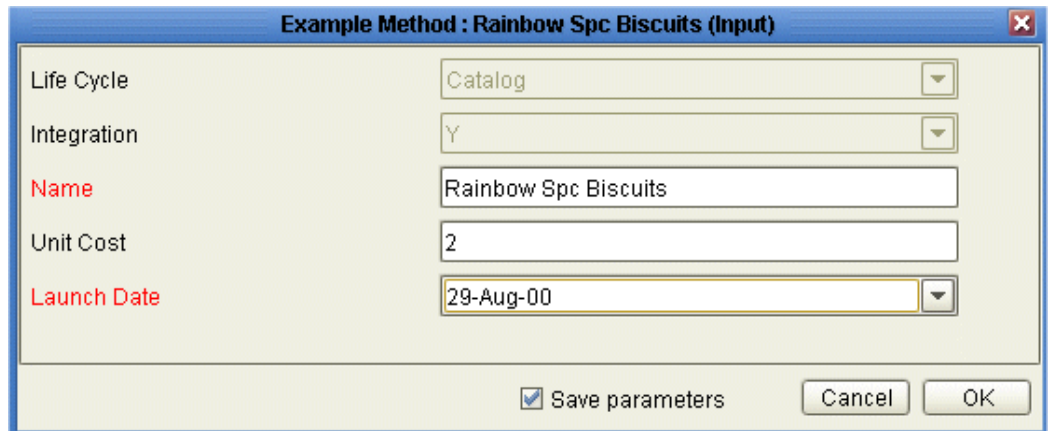 Example Method : Rainbow Spc Biscuits (Input)
Life Cycle Catalog
Integration Y
Name Rainbow Spc Biscuits
Unit Cost 2
Launch Date 29-Aug-00
Save parameters Cancel OK